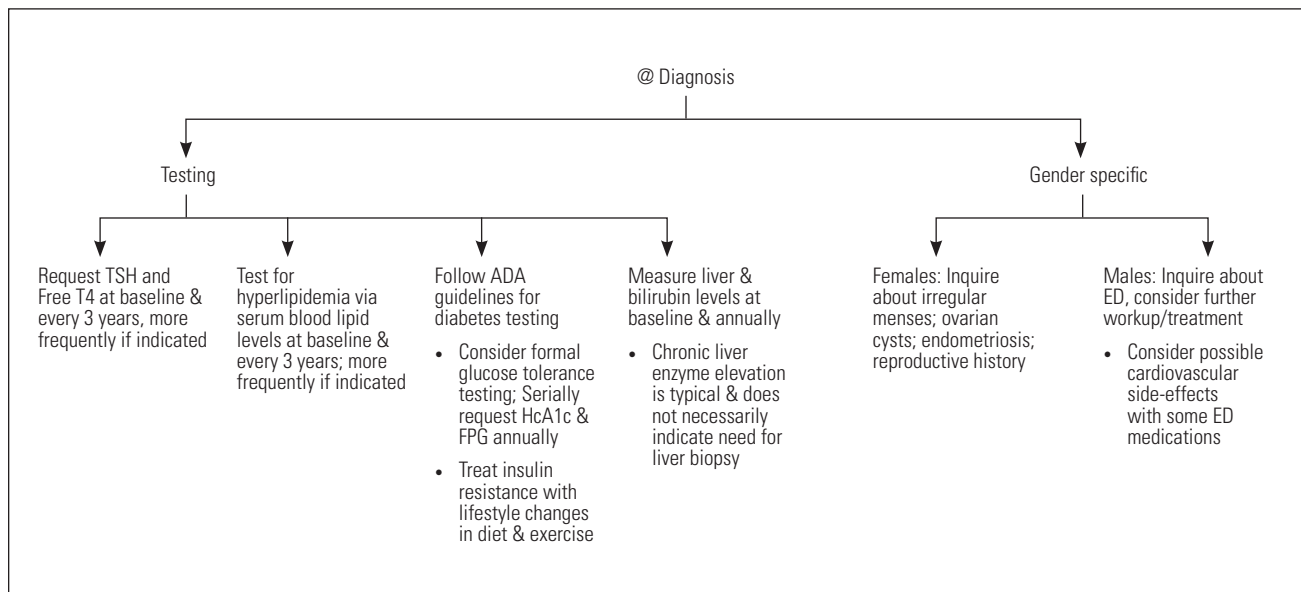 @ Diagnosis
Testing
Gender specific
Request TSH and
Free T4 at baseline &
every 3 years, more
frequently if indicated
Test for
hyperlipidemia via
serum blood lipid
levels at baseline &
every 3 years; more
frequently if indicated
Follow ADA
guidelines for
diabetes testing
• Consider formal
glucose tolerance
testing; Serially
request HcA1c &
FPG annually
• Treat insulin
resistance with
lifestyle changes
in diet & exercise
Measure liver &
bilirubin levels at
baseline & annually
• Chronic liver
enzyme elevation
is typical & does
not necessarily
indicate need for
liver biopsy
Females: Inquire
about irregular
menses; ovarian
cysts; endometriosis;
reproductive history
Males: Inquire about
ED, consider further
workup/treatment
• Consider possible
cardiovascular
side-effects
with some ED
medications